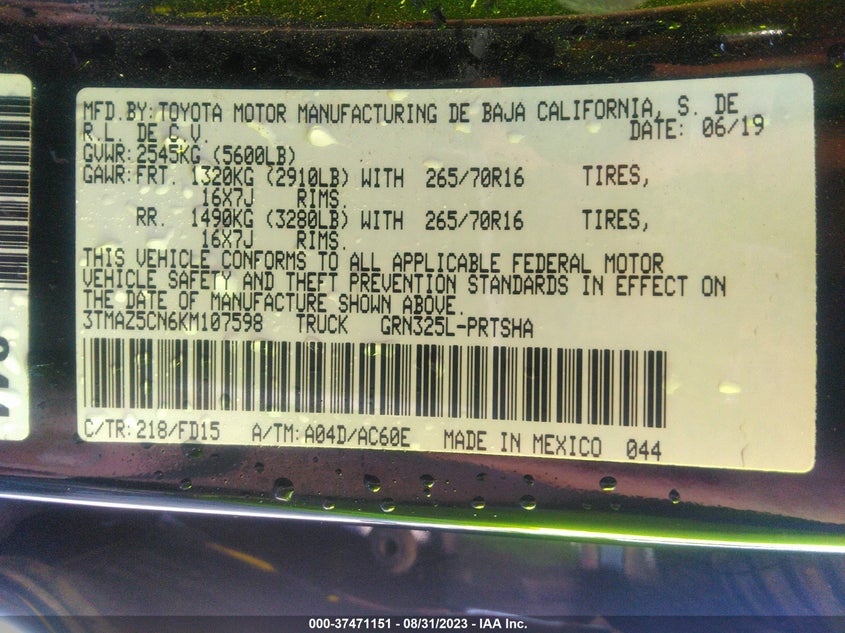 MFD.BY:TOYOTA MOTOR MANUFACTURING DE BAJA CALIFORNIA, S. DE
R.L. DE C.V. DATE: 06/19
GVWR:2545KG (5600LB)
GAWR:FRT. 1320KG (2910LB) WITH 265/70R16 TIRES,
16X7J RIMS.
RR. 1490KG (3280LB) WITH 265/70R16 TIRES,
16X7J RIMS.
THIS VEHICLE CONFORMS TO ALL APPLICABLE FEDERAL MOTOR
VEHICLE SAFETY AND THEFT PREVENTION STANDARDS IN EFFECT ON
THE DATE OF MANUFACTURE SHOWN ABOVE.
3TMAZ5CN6KM107598 TRUCK GRN325L-PRTSHA
C/TR:218/FD15 A/TM:A04D/AC60E MADE IN MEXICO 044
000-37471151 - 08/31/2023 - IAA Inc.